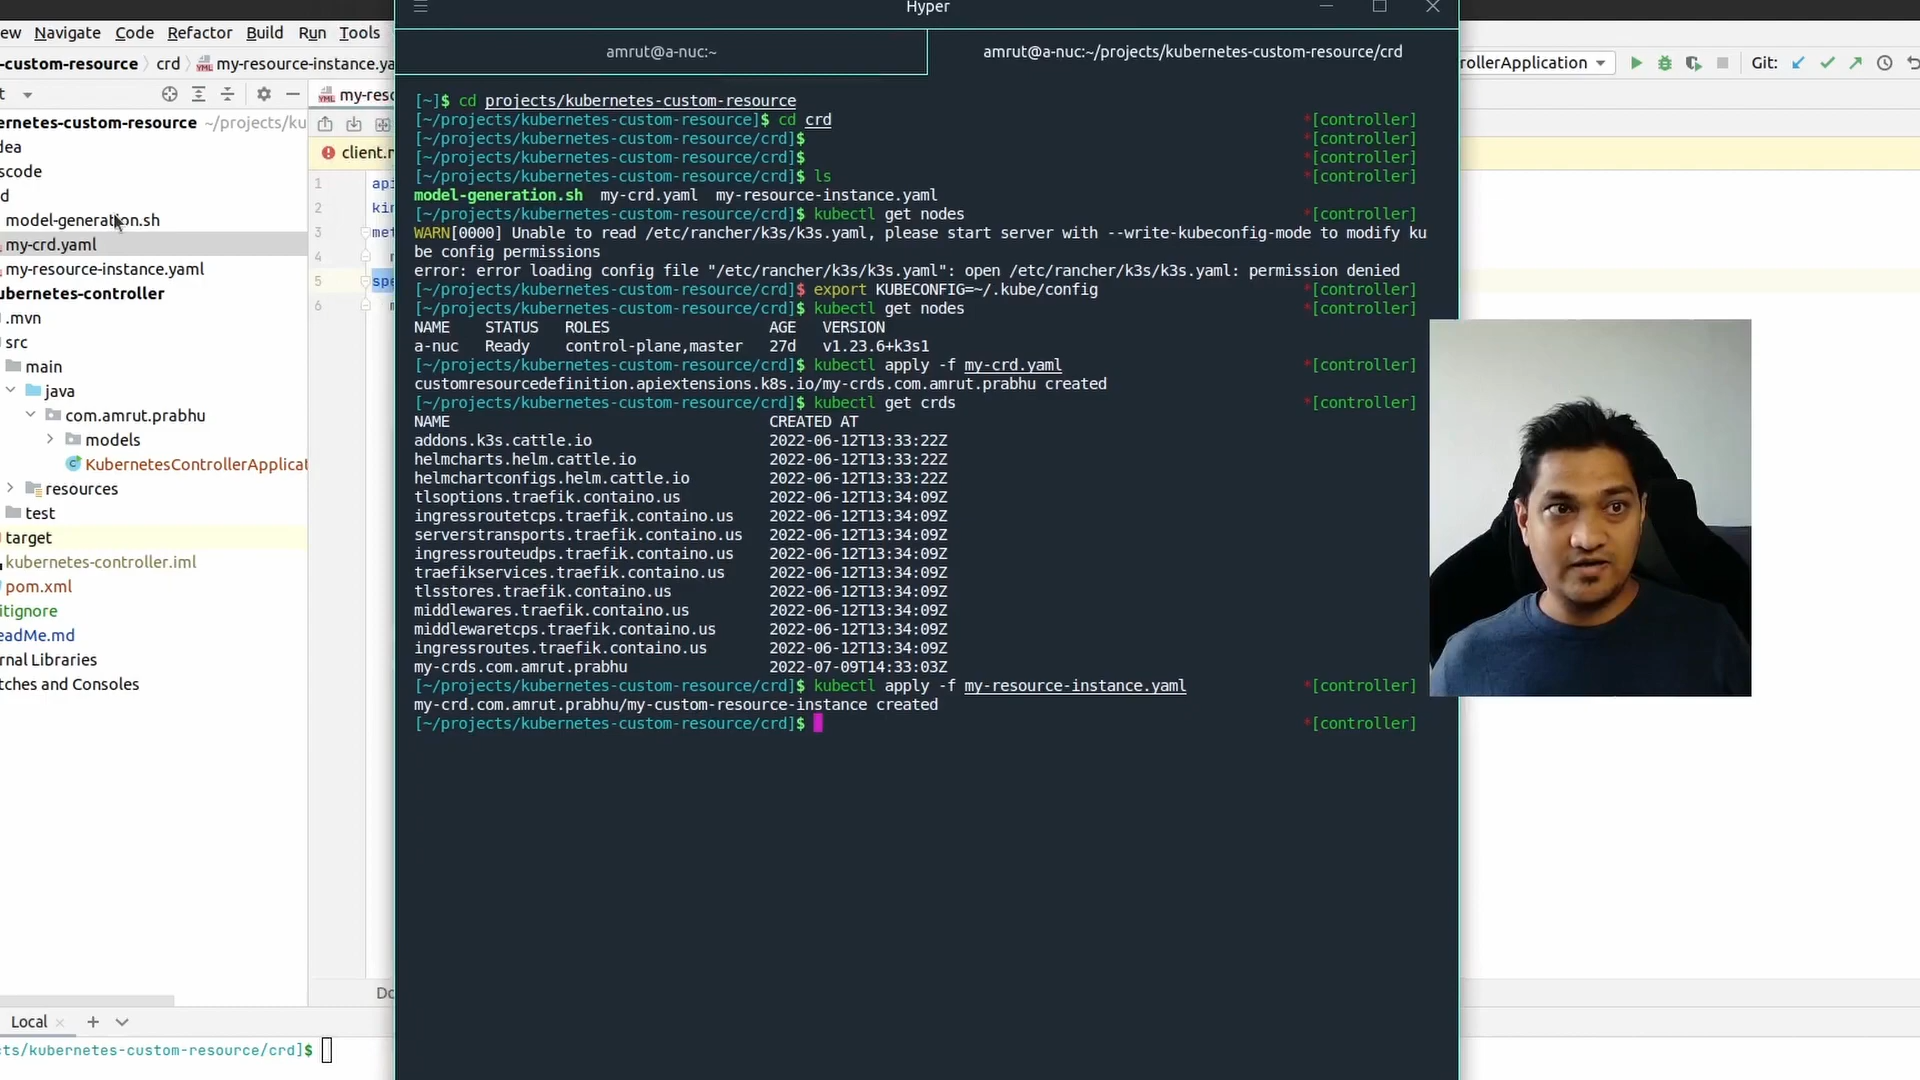 Hyper
ew Navigate Code Refactor Build Run Tools
amrut@a-nuc:~
amrut@a-nuc:~/projects/kubernetes-custom-resource/crd
-custom-resource crd my-resource-instance.ya
rollerApplication
Git:
my-reso
ernetes-custom-resource ~/projects/ku
client.r
dea
scode
d
model-generation.sh
my-crd.yaml
my-resource-instance.yaml
ubernetes-controller
.mvn
src
main
java
com.amrut.prabhu
models
KubernetesControllerApplicat
resources
test
target
kubernetes-controller.iml
pom.xml
itignore
eadMe.md
rnal Libraries
tches and Consoles
1 api
2 kin
3 met
4
5 spe
6
[~]$ cd projects/kubernetes-custom-resource
[~/projects/kubernetes-custom-resource]$ cd crd *[controller]
[~/projects/kubernetes-custom-resource/crd]$ *[controller]
[~/projects/kubernetes-custom-resource/crd]$ *[controller]
[~/projects/kubernetes-custom-resource/crd]$ ls *[controller]
model-generation.sh my-crd.yaml my-resource-instance.yaml
[~/projects/kubernetes-custom-resource/crd]$ kubectl get nodes *[controller]
WARN[0000] Unable to read /etc/rancher/k3s/k3s.yaml, please start server with --write-kubeconfig-mode to modify ku
be config permissions
error: error loading config file "/etc/rancher/k3s/k3s.yaml": open /etc/rancher/k3s/k3s.yaml: permission denied
[~/projects/kubernetes-custom-resource/crd]$ export KUBECONFIG=~/.kube/config *[controller]
[~/projects/kubernetes-custom-resource/crd]$ kubectl get nodes *[controller]
NAME STATUS ROLES AGE VERSION
a-nuc Ready control-plane,master 27d v1.23.6+k3s1
[~/projects/kubernetes-custom-resource/crd]$ kubectl apply -f my-crd.yaml *[controller]
customresourcedefinition.apiextensions.k8s.io/my-crds.com.amrut.prabhu created
[~/projects/kubernetes-custom-resource/crd]$ kubectl get crds *[controller]
NAME CREATED AT
addons.k3s.cattle.io 2022-06-12T13:33:22Z
helmcharts.helm.cattle.io 2022-06-12T13:33:22Z
helmchartconfigs.helm.cattle.io 2022-06-12T13:33:22Z
tlsoptions.traefik.containo.us 2022-06-12T13:34:09Z
ingressroutetcps.traefik.containo.us 2022-06-12T13:34:09Z
serverstransports.traefik.containo.us 2022-06-12T13:34:09Z
ingressrouteudps.traefik.containo.us 2022-06-12T13:34:09Z
traefikservices.traefik.containo.us 2022-06-12T13:34:09Z
tlsstores.traefik.containo.us 2022-06-12T13:34:09Z
middlewares.traefik.containo.us 2022-06-12T13:34:09Z
middlewaretcps.traefik.containo.us 2022-06-12T13:34:09Z
ingressroutes.traefik.containo.us 2022-06-12T13:34:09Z
my-crds.com.amrut.prabhu 2022-07-09T14:33:03Z
[~/projects/kubernetes-custom-resource/crd]$ kubectl apply -f my-resource-instance.yaml *[controller]
my-crd.com.amrut.prabhu/my-custom-resource-instance created
[~/projects/kubernetes-custom-resource/crd]$ *[controller]
Local
cts/kubernetes-custom-resource/crd]$